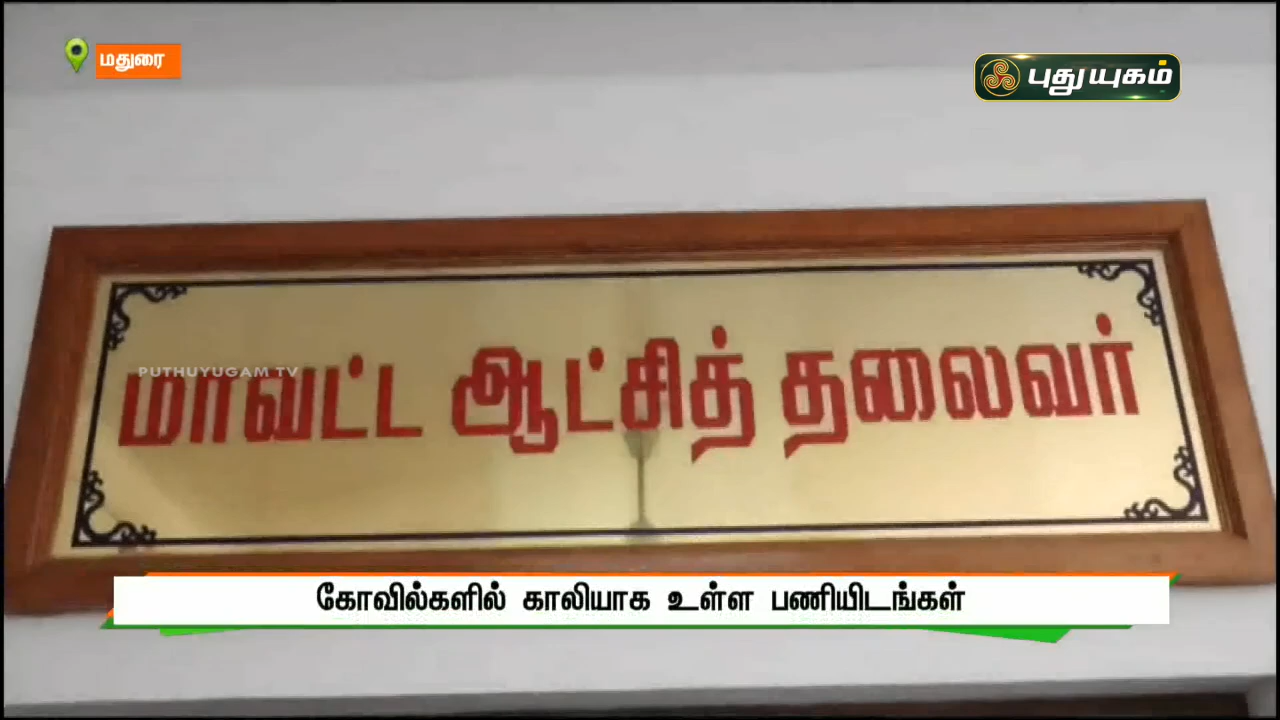 மதுரை
புதுயுகம்
PUTHUYUGAM TV
மாவட்ட ஆட்சித் தலைவர்
கோவில்களில் காலியாக உள்ள பணியிடங்கள்